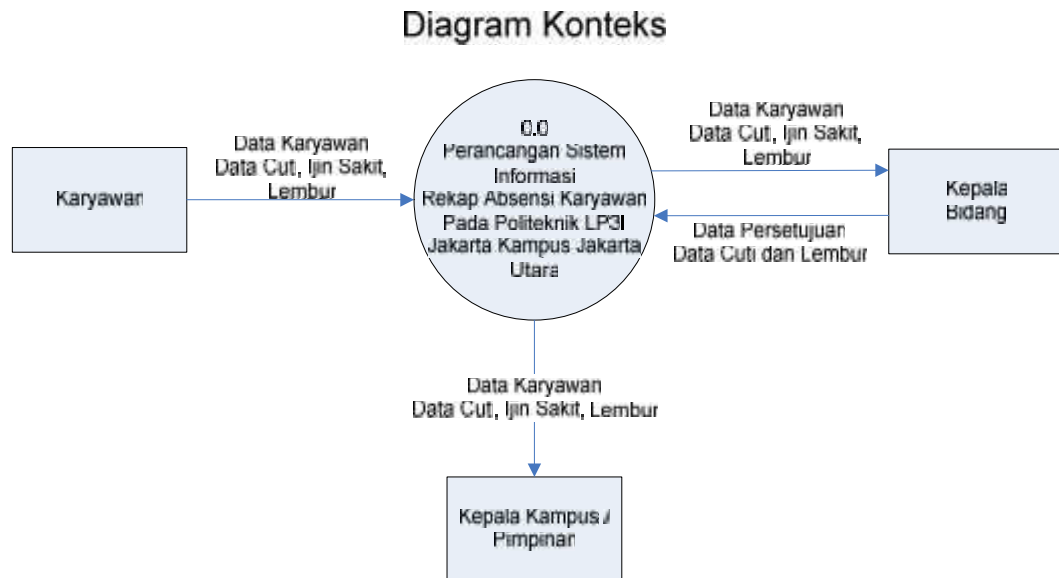 Diagram Konteks
Karyawan
Data Karyawan
Data Cut, Ijin Sakit,
Lembur
0.0
Perancangan Sistem
Informasi
Rekap Absensi Karyawan
Pada Politeknik LP3I
Jakarta Kampus Jakarta
Utara
Data Karyawan
Data Cut, Ijin Sakit,
Lembur
Kepala
Bidang
Data Persetujuan
Data Cuti dan Lembur
Data Karyawan
Data Cut, Ijin Sakit, Lembur
Kepala Kampus /
Pimpinan